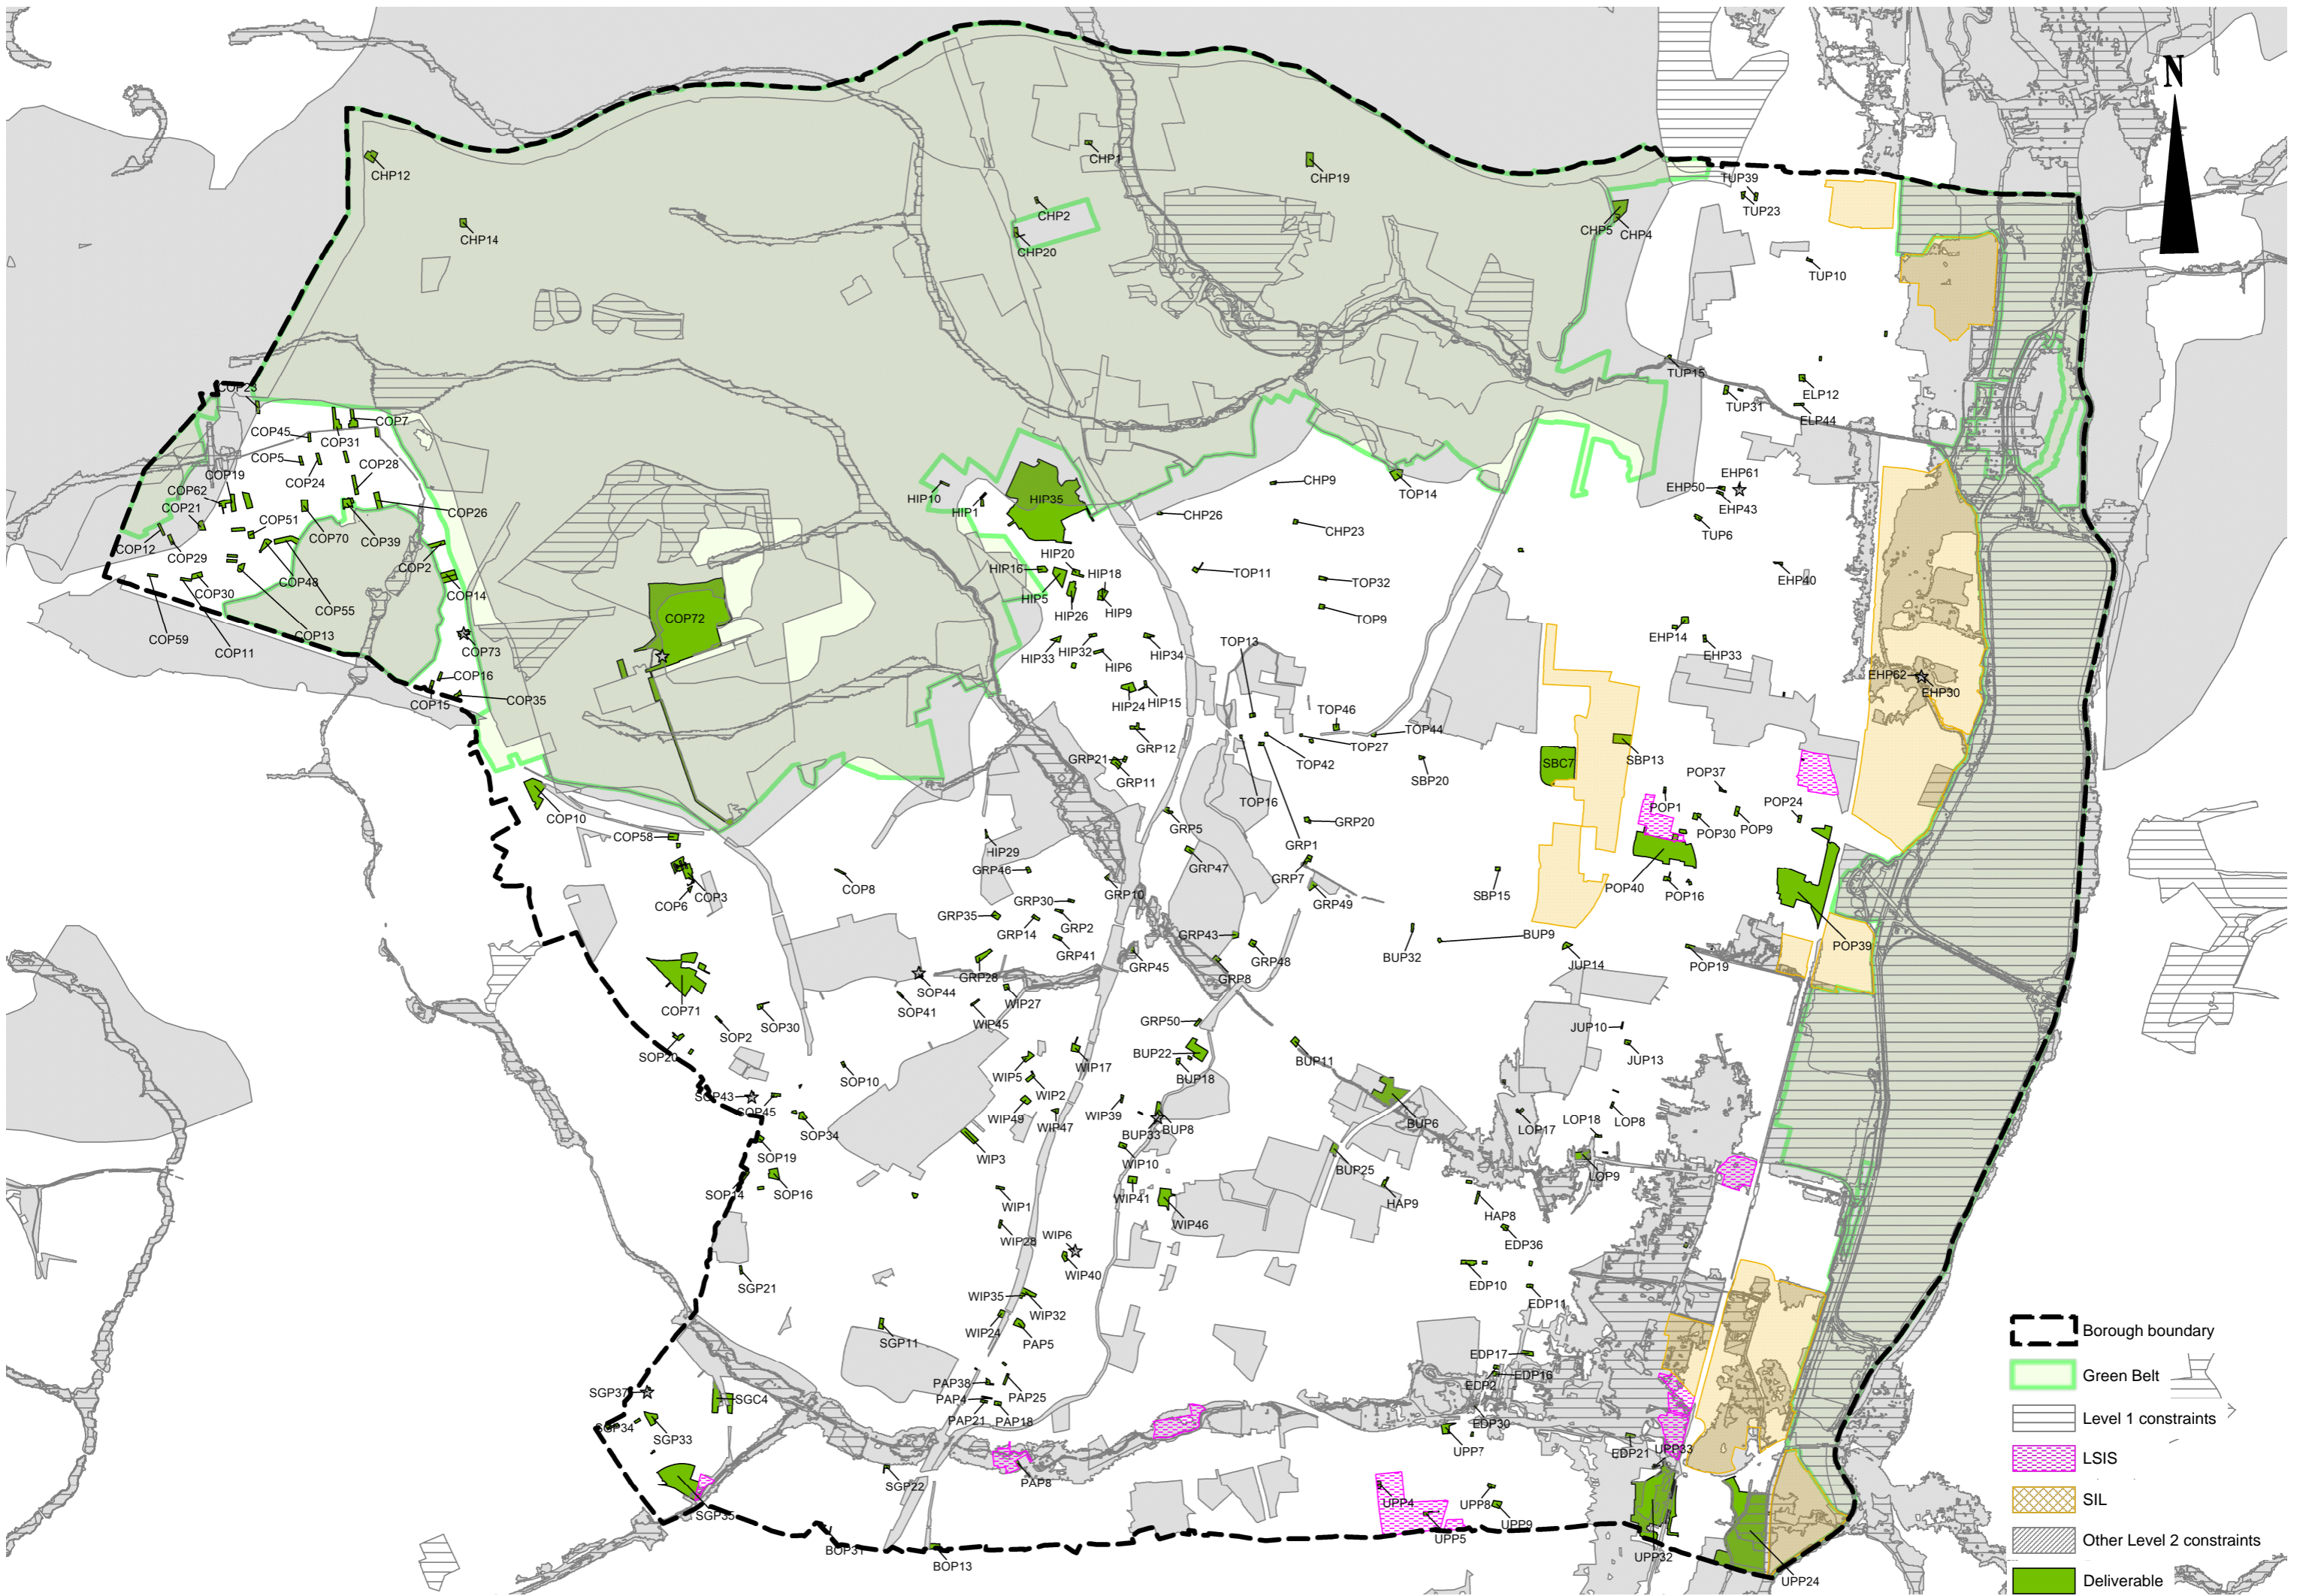 N
CHP1
CHP12
CHP19
TUP39
CHP2
TUP23
CHP14
CHP5
CHP4
CHP20
TUP10
TUP15
COP23
ELP12
TUP31
ELP44
COP7
COP45
COP31
COP5
COP28
COP19
COP24
EHP61
COP62
HIP10
HIP35
CHP9
TOP14
EHP50
COP21
COP26
HIP1
EHP43
COP51
CHP26
CHP23
TUP6
COP12
COP70
COP39
COP29
HIP20
COP2
HIP16
HIP18
TOP11
TOP32
EHP40
COP48
COP30
COP14
HIP5
COP55
HIP9
HIP26
COP72
TOP9
COP59
COP13
EHP14
COP11
COP73
HIP33
HIP32
HIP34
TOP13
HIP6
EHP33
COP16
EHP62
EHP30
COP15
COP35
HIP24
HIP15
TOP46
TOP44
GRP12
TOP27
GRP21
TOP42
SBP13
SBC7
SBP20
GRP11
POP37
TOP16
POP1
POP24
COP10
GRP5
GRP20
POP9
COP58
POP30
HIP29
GRP1
GRP47
GRP46
GRP7
COP8
POP40
COP3
GRP10
SBP15
POP16
COP6
GRP30
GRP49
GRP35
GRP2
GRP14
GRP43
BUP9
GRP41
GRP45
GRP48
BUP32
JUP14
POP39
POP19
GRP28
GRP8
SOP44
WIP27
COP71
SOP41
WIP45
SOP30
GRP50
JUP10
SOP2
SOP20
BUP22
JUP13
BUP11
WIP17
WIP5
BUP18
SOP10
WIP2
SOP43
WIP39
COP45
WIP49
WIP47
LOP18
LOP8
BUP33
BUP8
BUP6
LOP17
SOP34
SOP19
WIP3
WIP10
BUP25
LOP9
SOP14
SOP16
WIP41
WIP1
HAP9
WIP46
HAP8
WIP6
WIP28
EDP36
WIP40
SGP21
EDP10
WIP35
EDP11
WIP32
WIP24
Borough boundary
SGP11
PAP5
EDP17
EDP16
Green Belt
PAP38
EDP2
SGP37
SGC4
PAP4
PAP25
PAP21
PAP18
Level 1 constraints
SGP34
EDP30
SGP33
UPP7
EDP21
UPP33
LSIS
PAP8
SGP22
UPP4
UPP8
SIL
SGP35
UPP9
UPP5
Other Level 2 constraints
BOP31
BOP13
UPP32
UPP24
Deliverable